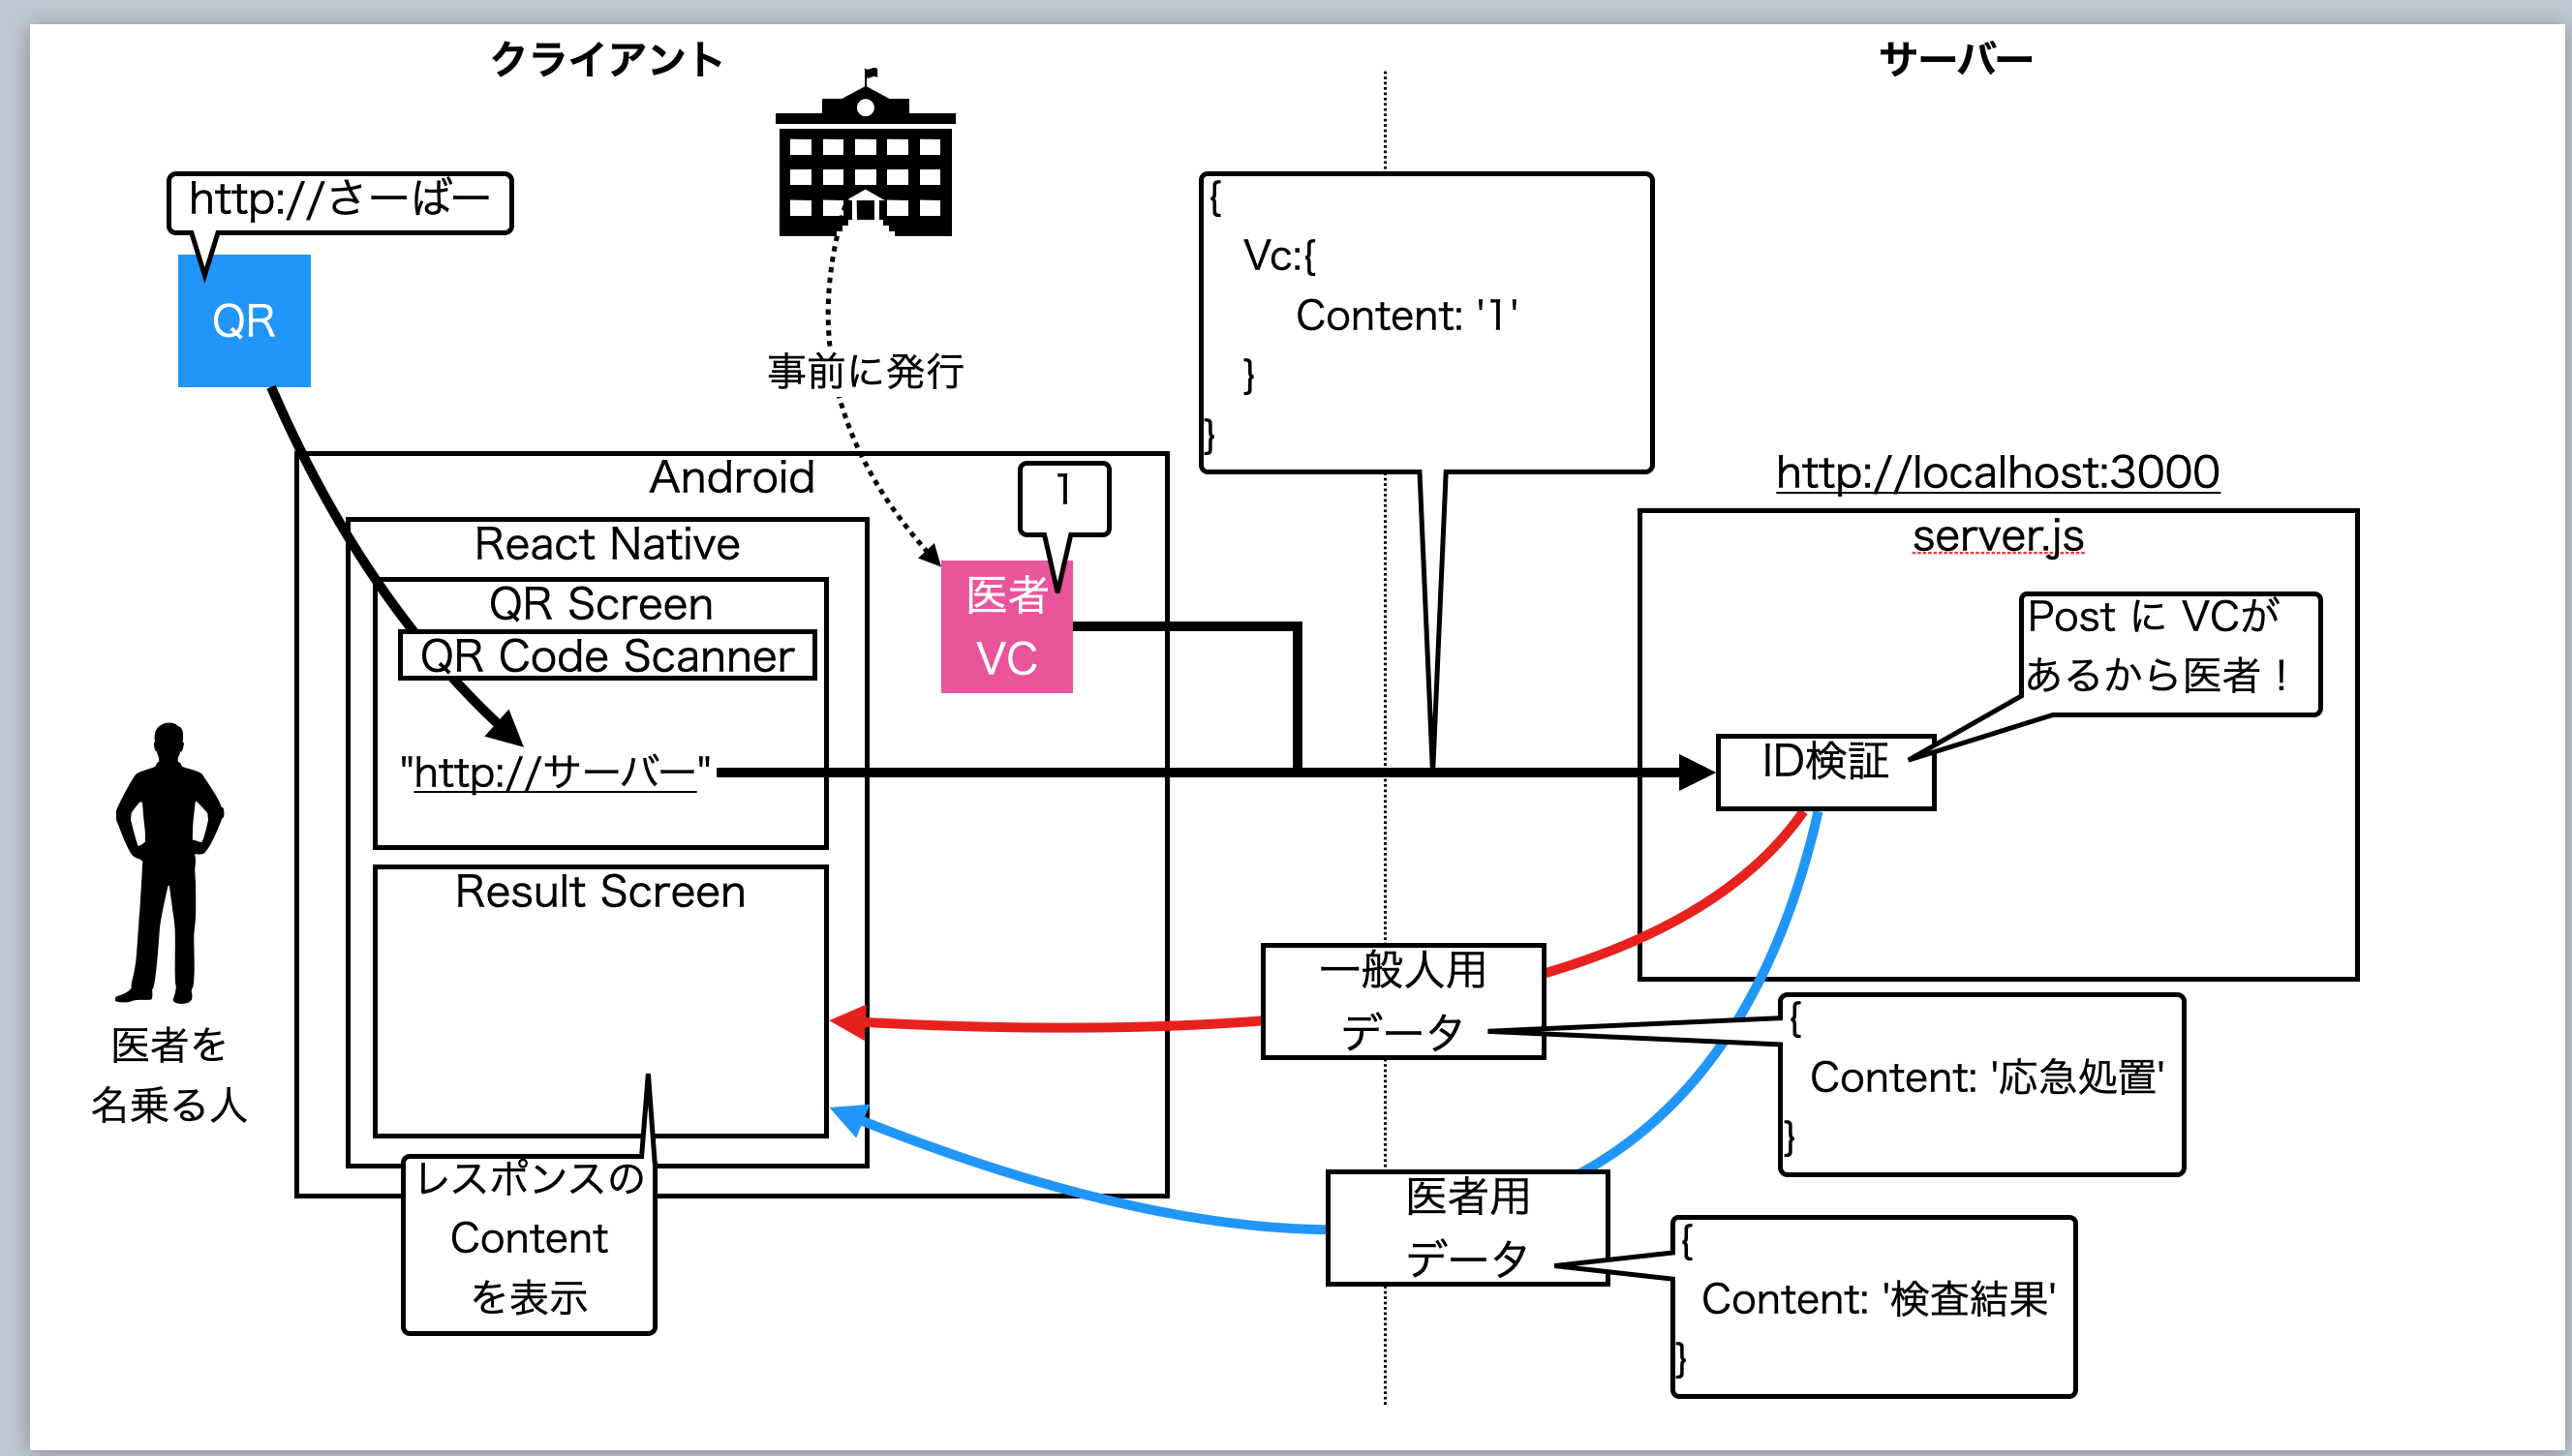 クライアント
サーバー
http://さーばー
QR
事前に発行
{
Vc:{
Content: '1'
}
}
Android
1
React Native
QR Screen
QR Code Scanner
"http://サーバー"
医者
VC
http://localhost:3000
server.js
Post に VCが
あるから医者！
ID検証
Result Screen
医者を
名乗る人
レスポンスの
Content
を表示
一般人用
データ
{
Content: '応急処置'
}
医者用
データ
{
Content: '検査結果'
}